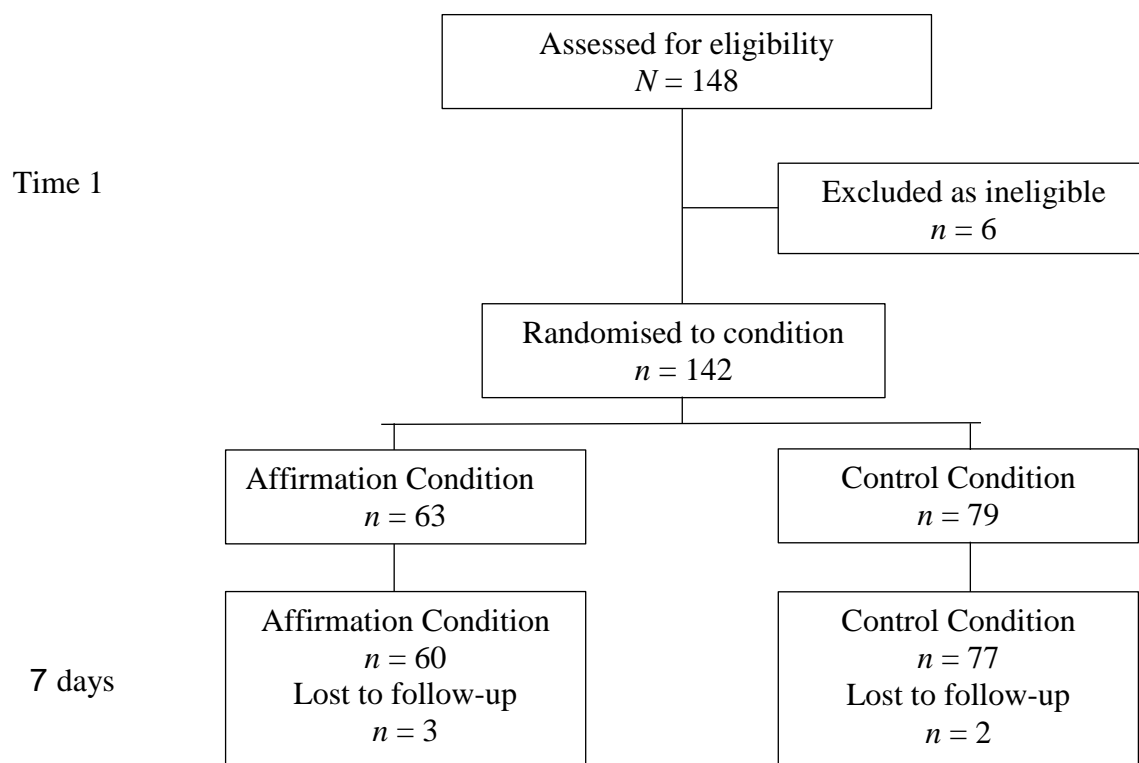 Assessed for eligibility
N = 148
Time 1
Excluded as ineligible
n = 6
Randomised to condition
n = 142
Affirmation Condition
n = 63
Control Condition
n = 79
7 days
Affirmation Condition
n = 60
Lost to follow-up
n = 3
Control Condition
n = 77
Lost to follow-up
n = 2